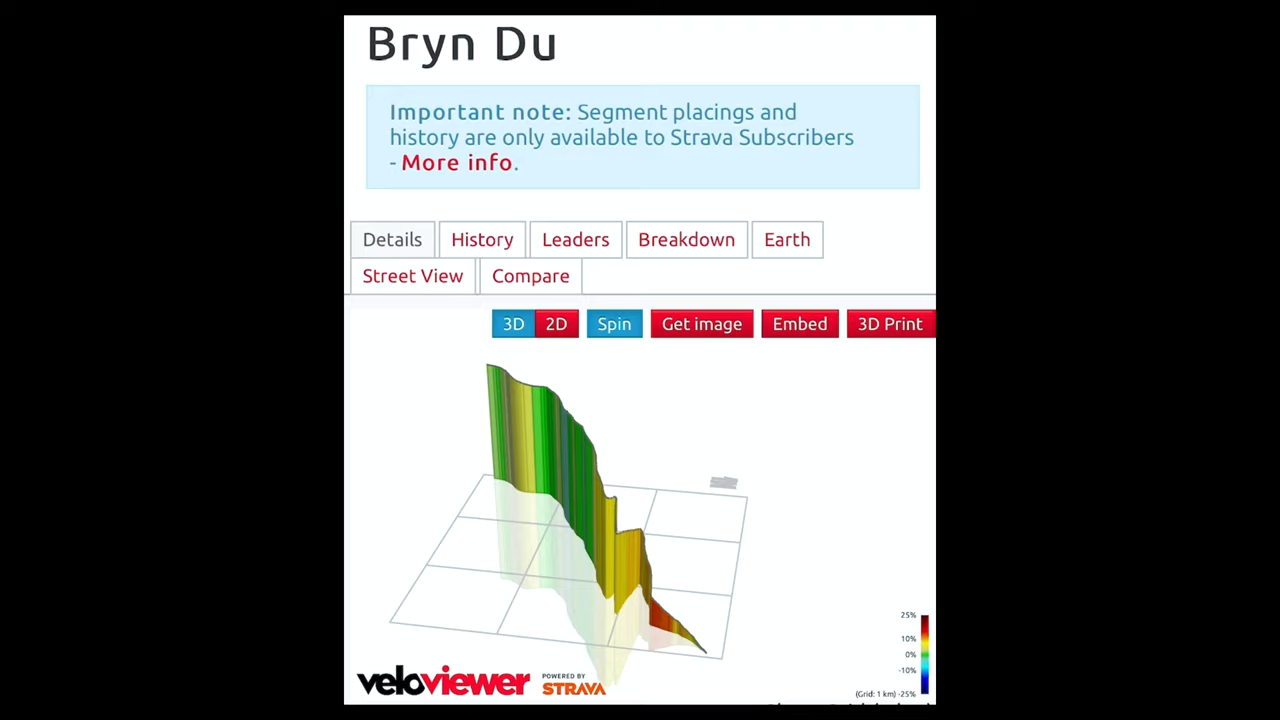 Bryn Du
Important note: Segment placings and
history are only available to Strava Subscribers
- More info.
Details History Leaders Breakdown Earth
Street View Compare
3D 2D Spin Get image Embed 3D Print
25%
10%
0%
-10%
(Grid: 1 km) -25%
veloviewer POWERED BY STRAVA